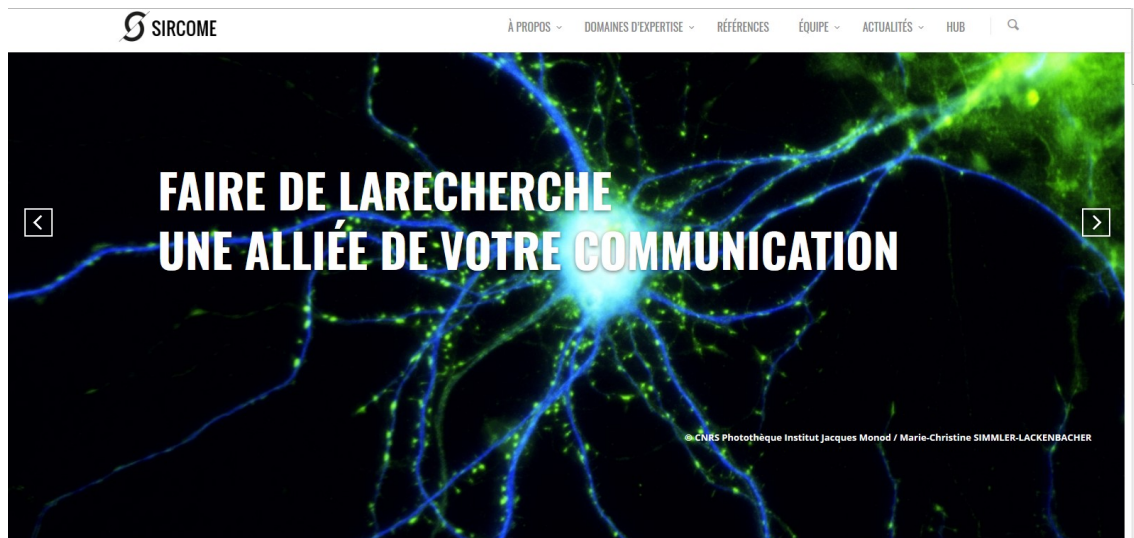 SIRCOME
À PROPOS DOMAINES D'EXPERTISE RÉFÉRENCES ÉQUIPE ACTUALITÉS HUB
FAIRE DE LARECHERCHE
UNE ALLIÉE DE VOTRE COMMUNICATION
© CNRS Photothèque Institut Jacques Monod / Marie-Christine SIMMLER-LACKENBACHER